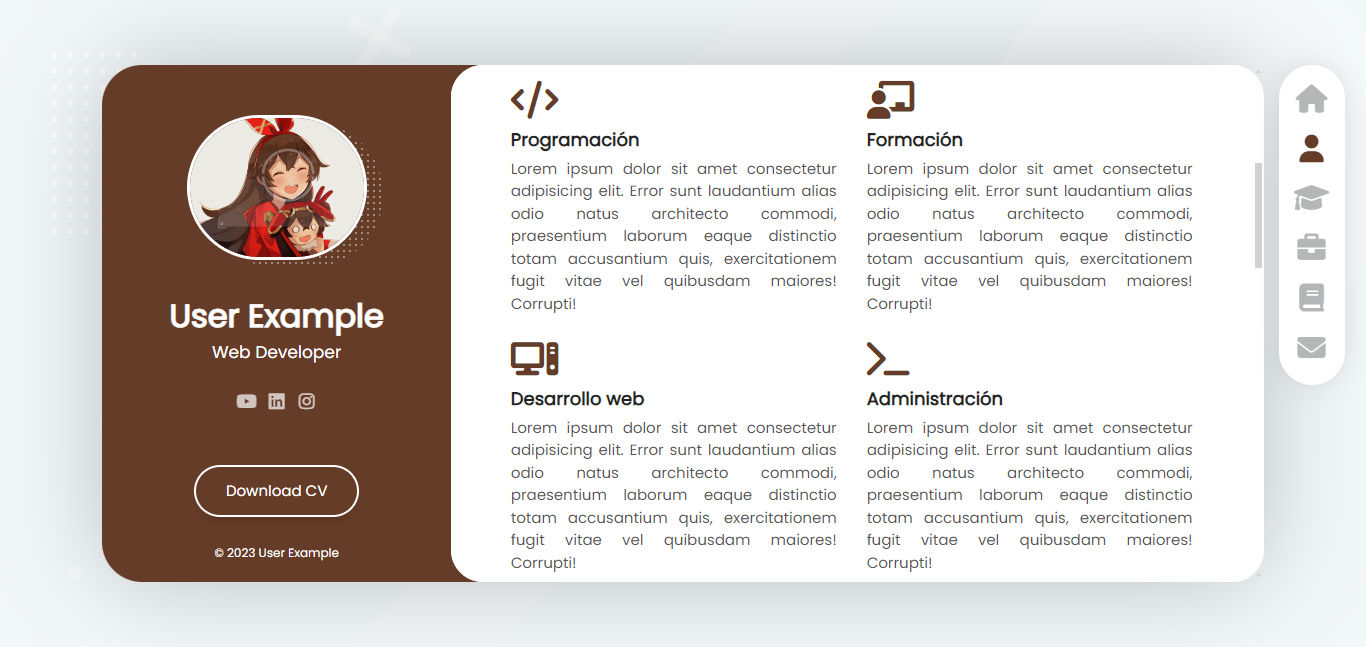 User Example
Web Developer
Download CV
© 2023 User Example
Programación
Lorem ipsum dolor sit amet consectetur
adipisicing elit. Error sunt laudantium alias
odio natus architecto commodi,
praesentium laborum eaque distinctio
totam accusantium quis, exercitationem
fugit vitae vel quibusdam maiores!
Corrupti!
Formación
Lorem ipsum dolor sit amet consectetur
adipisicing elit. Error sunt laudantium alias
odio natus architecto commodi,
praesentium laborum eaque distinctio
totam accusantium quis, exercitationem
fugit vitae vel quibusdam maiores!
Corrupti!
Desarrollo web
Lorem ipsum dolor sit amet consectetur
adipisicing elit. Error sunt laudantium alias
odio natus architecto commodi,
praesentium laborum eaque distinctio
totam accusantium quis, exercitationem
fugit vitae vel quibusdam maiores!
Corrupti!
Administración
Lorem ipsum dolor sit amet consectetur
adipisicing elit. Error sunt laudantium alias
odio natus architecto commodi,
praesentium laborum eaque distinctio
totam accusantium quis, exercitationem
fugit vitae vel quibusdam maiores!
Corrupti!